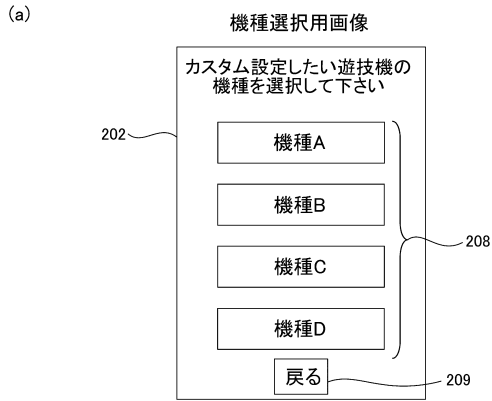 (a)
機種選択用画像
カスタム設定したい遊技機の
機種を選択して下さい
202
機種A
機種B
208
機種C
機種D
戻る
209